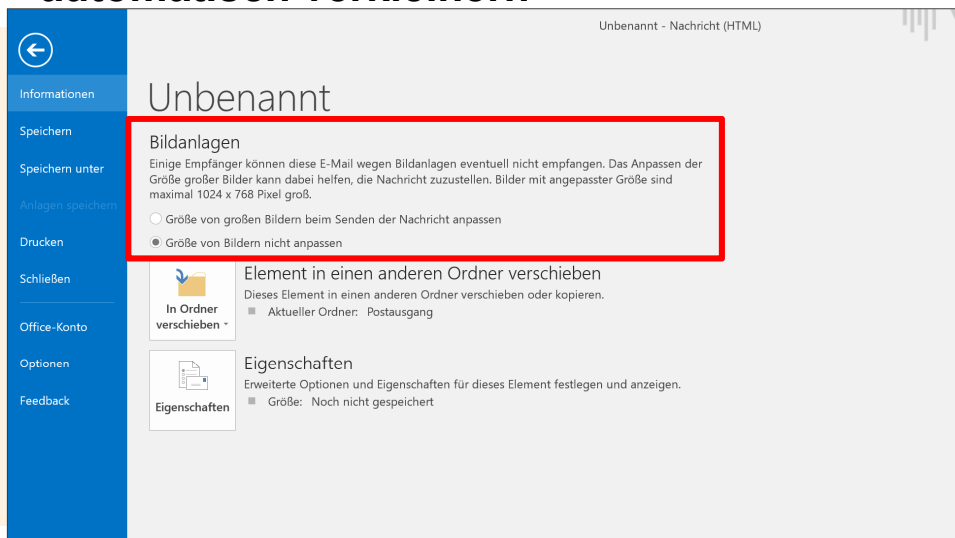 automatisch verkleinern
Unbenannt - Nachricht (HTML)
Informationen
Speichern
Speichern unter
Anlagen speichern
Drucken
Schließen
Office-Konto
Optionen
Feedback
Unbenannt
Bildanlagen
Einige Empfänger können diese E-Mail wegen Bildanlagen eventuell nicht empfangen. Das Anpassen der
Größe großer Bilder kann dabei helfen, die Nachricht zuzustellen. Bilder mit angepasster Größe sind
maximal 1024 x 768 Pixel groß.
Größe von großen Bildern beim Senden der Nachricht anpassen
Größe von Bildern nicht anpassen
In Ordner
verschieben
Element in einen anderen Ordner verschieben
Dieses Element in einen anderen Ordner verschieben oder kopieren.
Aktueller Ordner: Postausgang
Eigenschaften
Eigenschaften
Erweiterte Optionen und Eigenschaften für dieses Element festlegen und anzeigen.
Größe: Noch nicht gespeichert